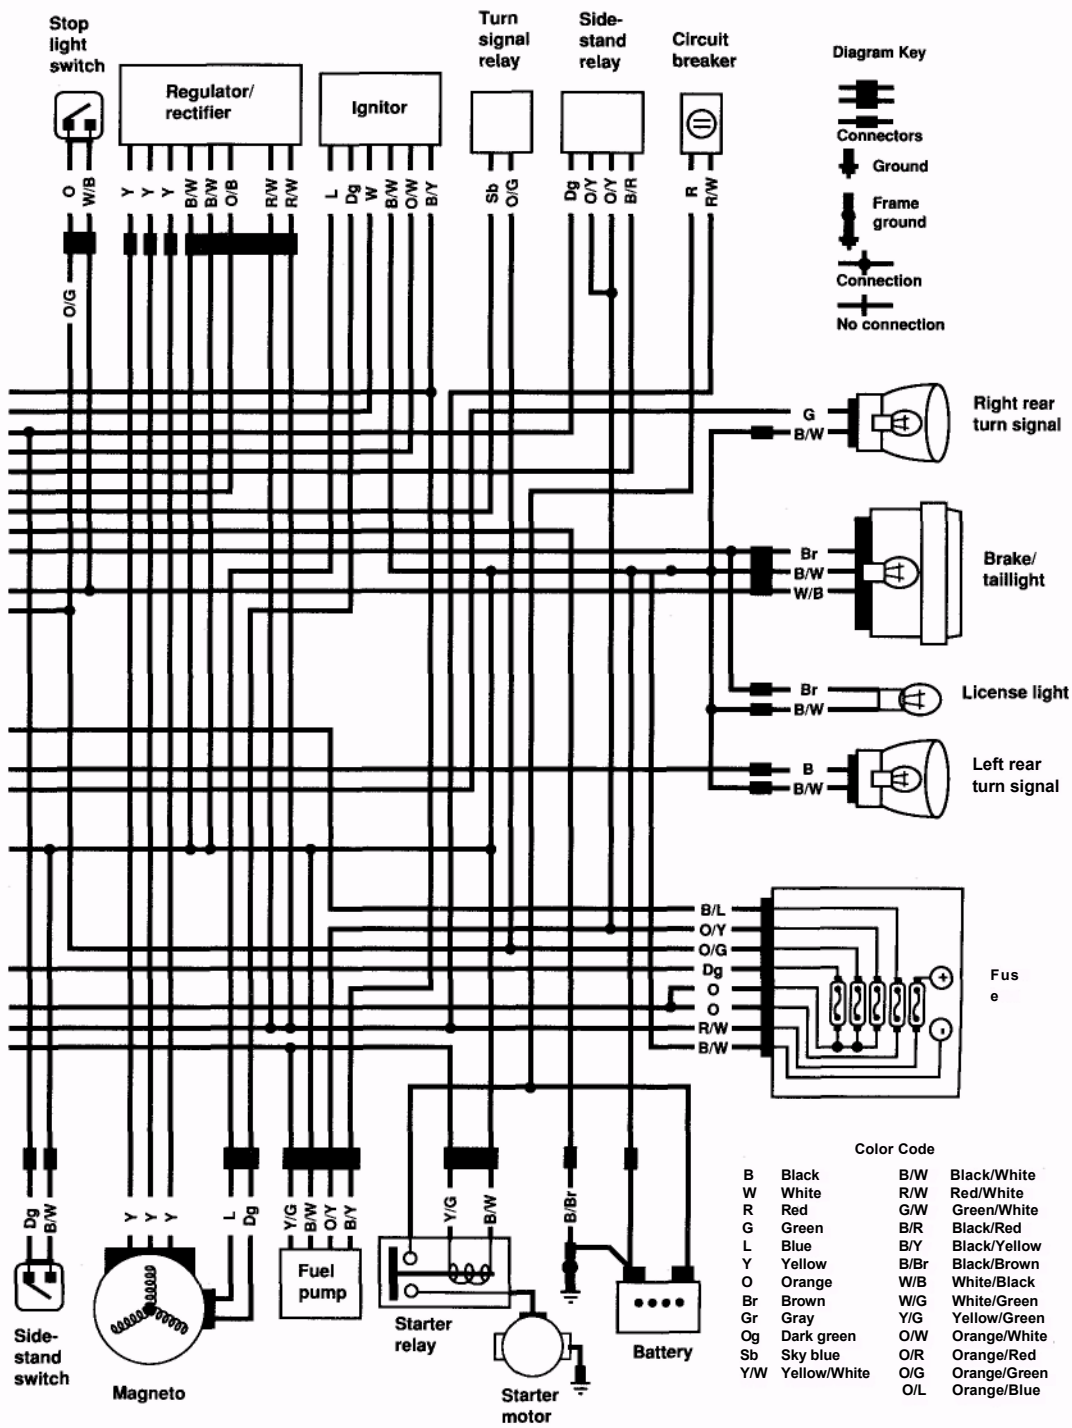 Stop
light
switch
Regulator/
rectifier
Ignitor
Turn
signal
relay
Side-
stand
relay
Circuit
breaker
Diagram Key
Connectors
Ground
Frame
ground
Connection
No connection
O
W/B
Y
Y
Y
B/W
B/W
O/B
R/W
R/W
L
Dg
W
B/W
O/W
B/Y
Sb
O/G
Dg
O/Y
O/Y
B/R
R
R/W
O/G
G
B/W
Right rear
turn signal
Br
B/W
W/B
Brake/
taillight
Br
B/W
License light
B
B/W
Left rear
turn signal
B/L
O/Y
O/G
Dg
O
O
R/W
B/W
+
-
Fus
e
Dg
B/W
Y
Y
Y
L
Dg
Y/G
B/W
O/Y
B/Y
Y/G
B/W
B/Br
Side-
stand
switch
Magneto
Fuel
pump
Starter
relay
Starter
motor
Battery
Color Code
B Black B/W Black/White
W White R/W Red/White
R Red G/W Green/White
G Green B/R Black/Red
L Blue B/Y Black/Yellow
Y Yellow B/Br Black/Brown
O Orange W/B White/Black
Br Brown W/G White/Green
Gr Gray Y/G Yellow/Green
Og Dark green O/W Orange/White
Sb Sky blue O/R Orange/Red
Y/W Yellow/White O/G Orange/Green
O/L Orange/Blue